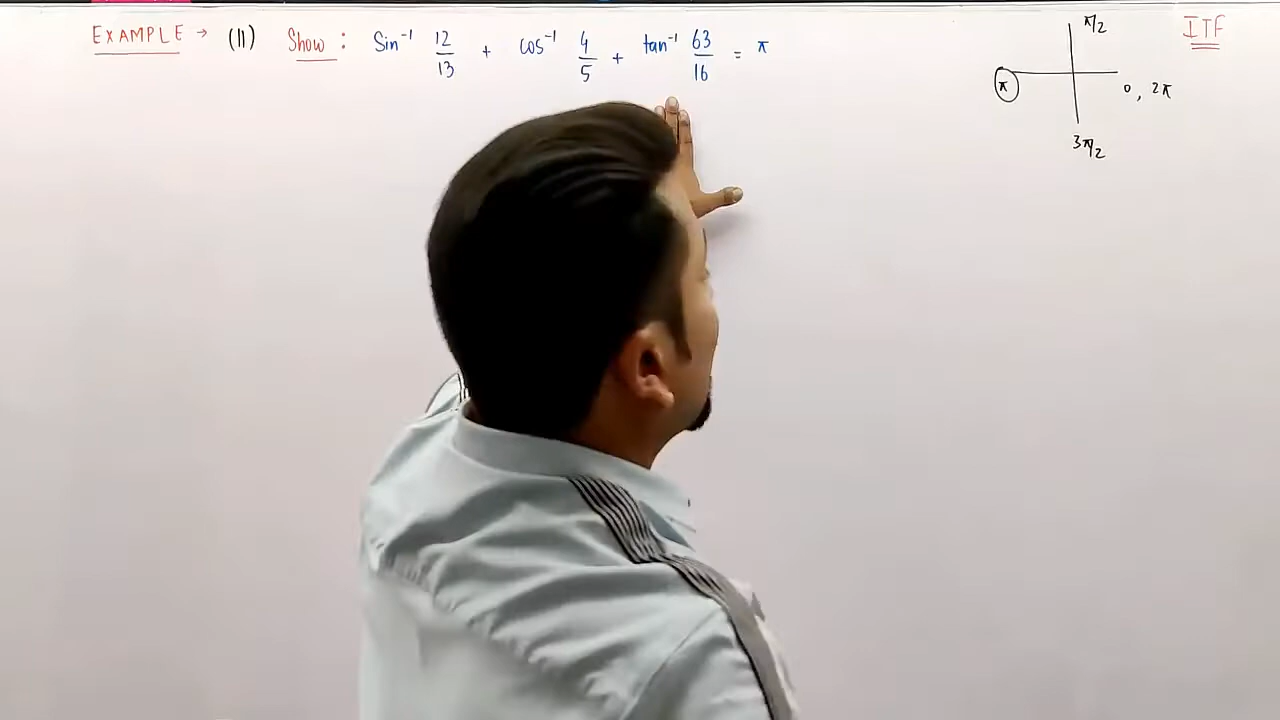 EXAMPLE → (11) Show : Sin⁻¹ 12/13 + cos⁻¹ 4/5 + tan⁻¹ 63/16 = π
ITF
π/2
π
0, 2π
3π/2